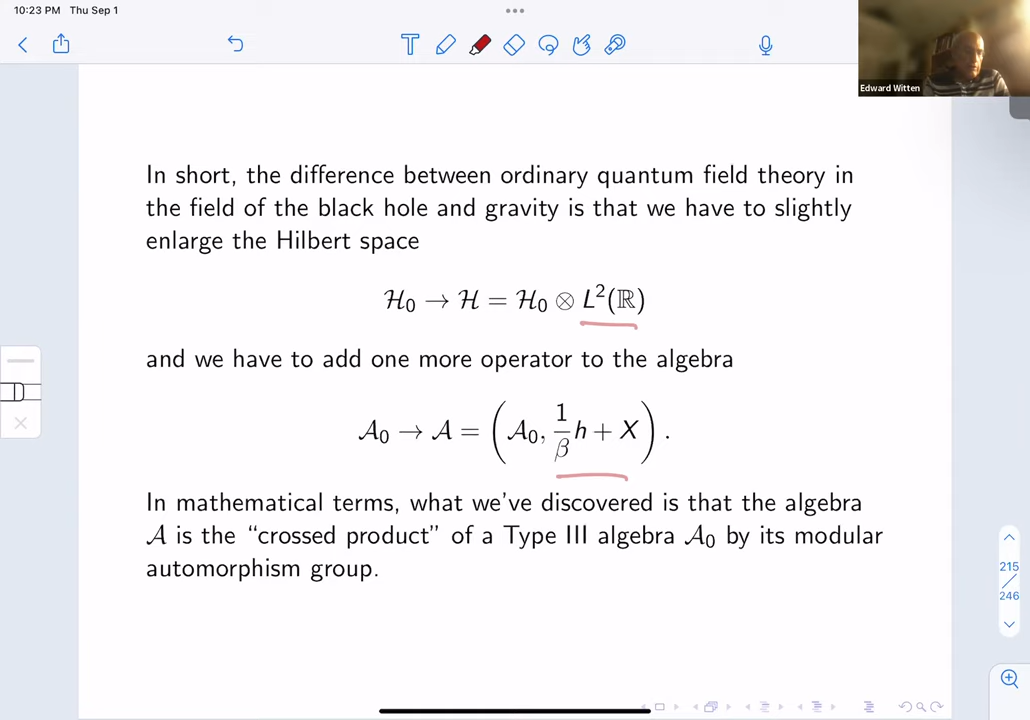 10:23 PM Thu Sep 1
Edward Witten
In short, the difference between ordinary quantum field theory in
the field of the black hole and gravity is that we have to slightly
enlarge the Hilbert space
ℋ₀ → ℋ = ℋ₀ ⊗ L²(ℝ)
and we have to add one more operator to the algebra
𝒜₀ → 𝒜 = (𝒜₀, 1/β h + X).
In mathematical terms, what we've discovered is that the algebra
𝒜 is the “crossed product” of a Type III algebra 𝒜₀ by its modular
automorphism group.
215
/
246